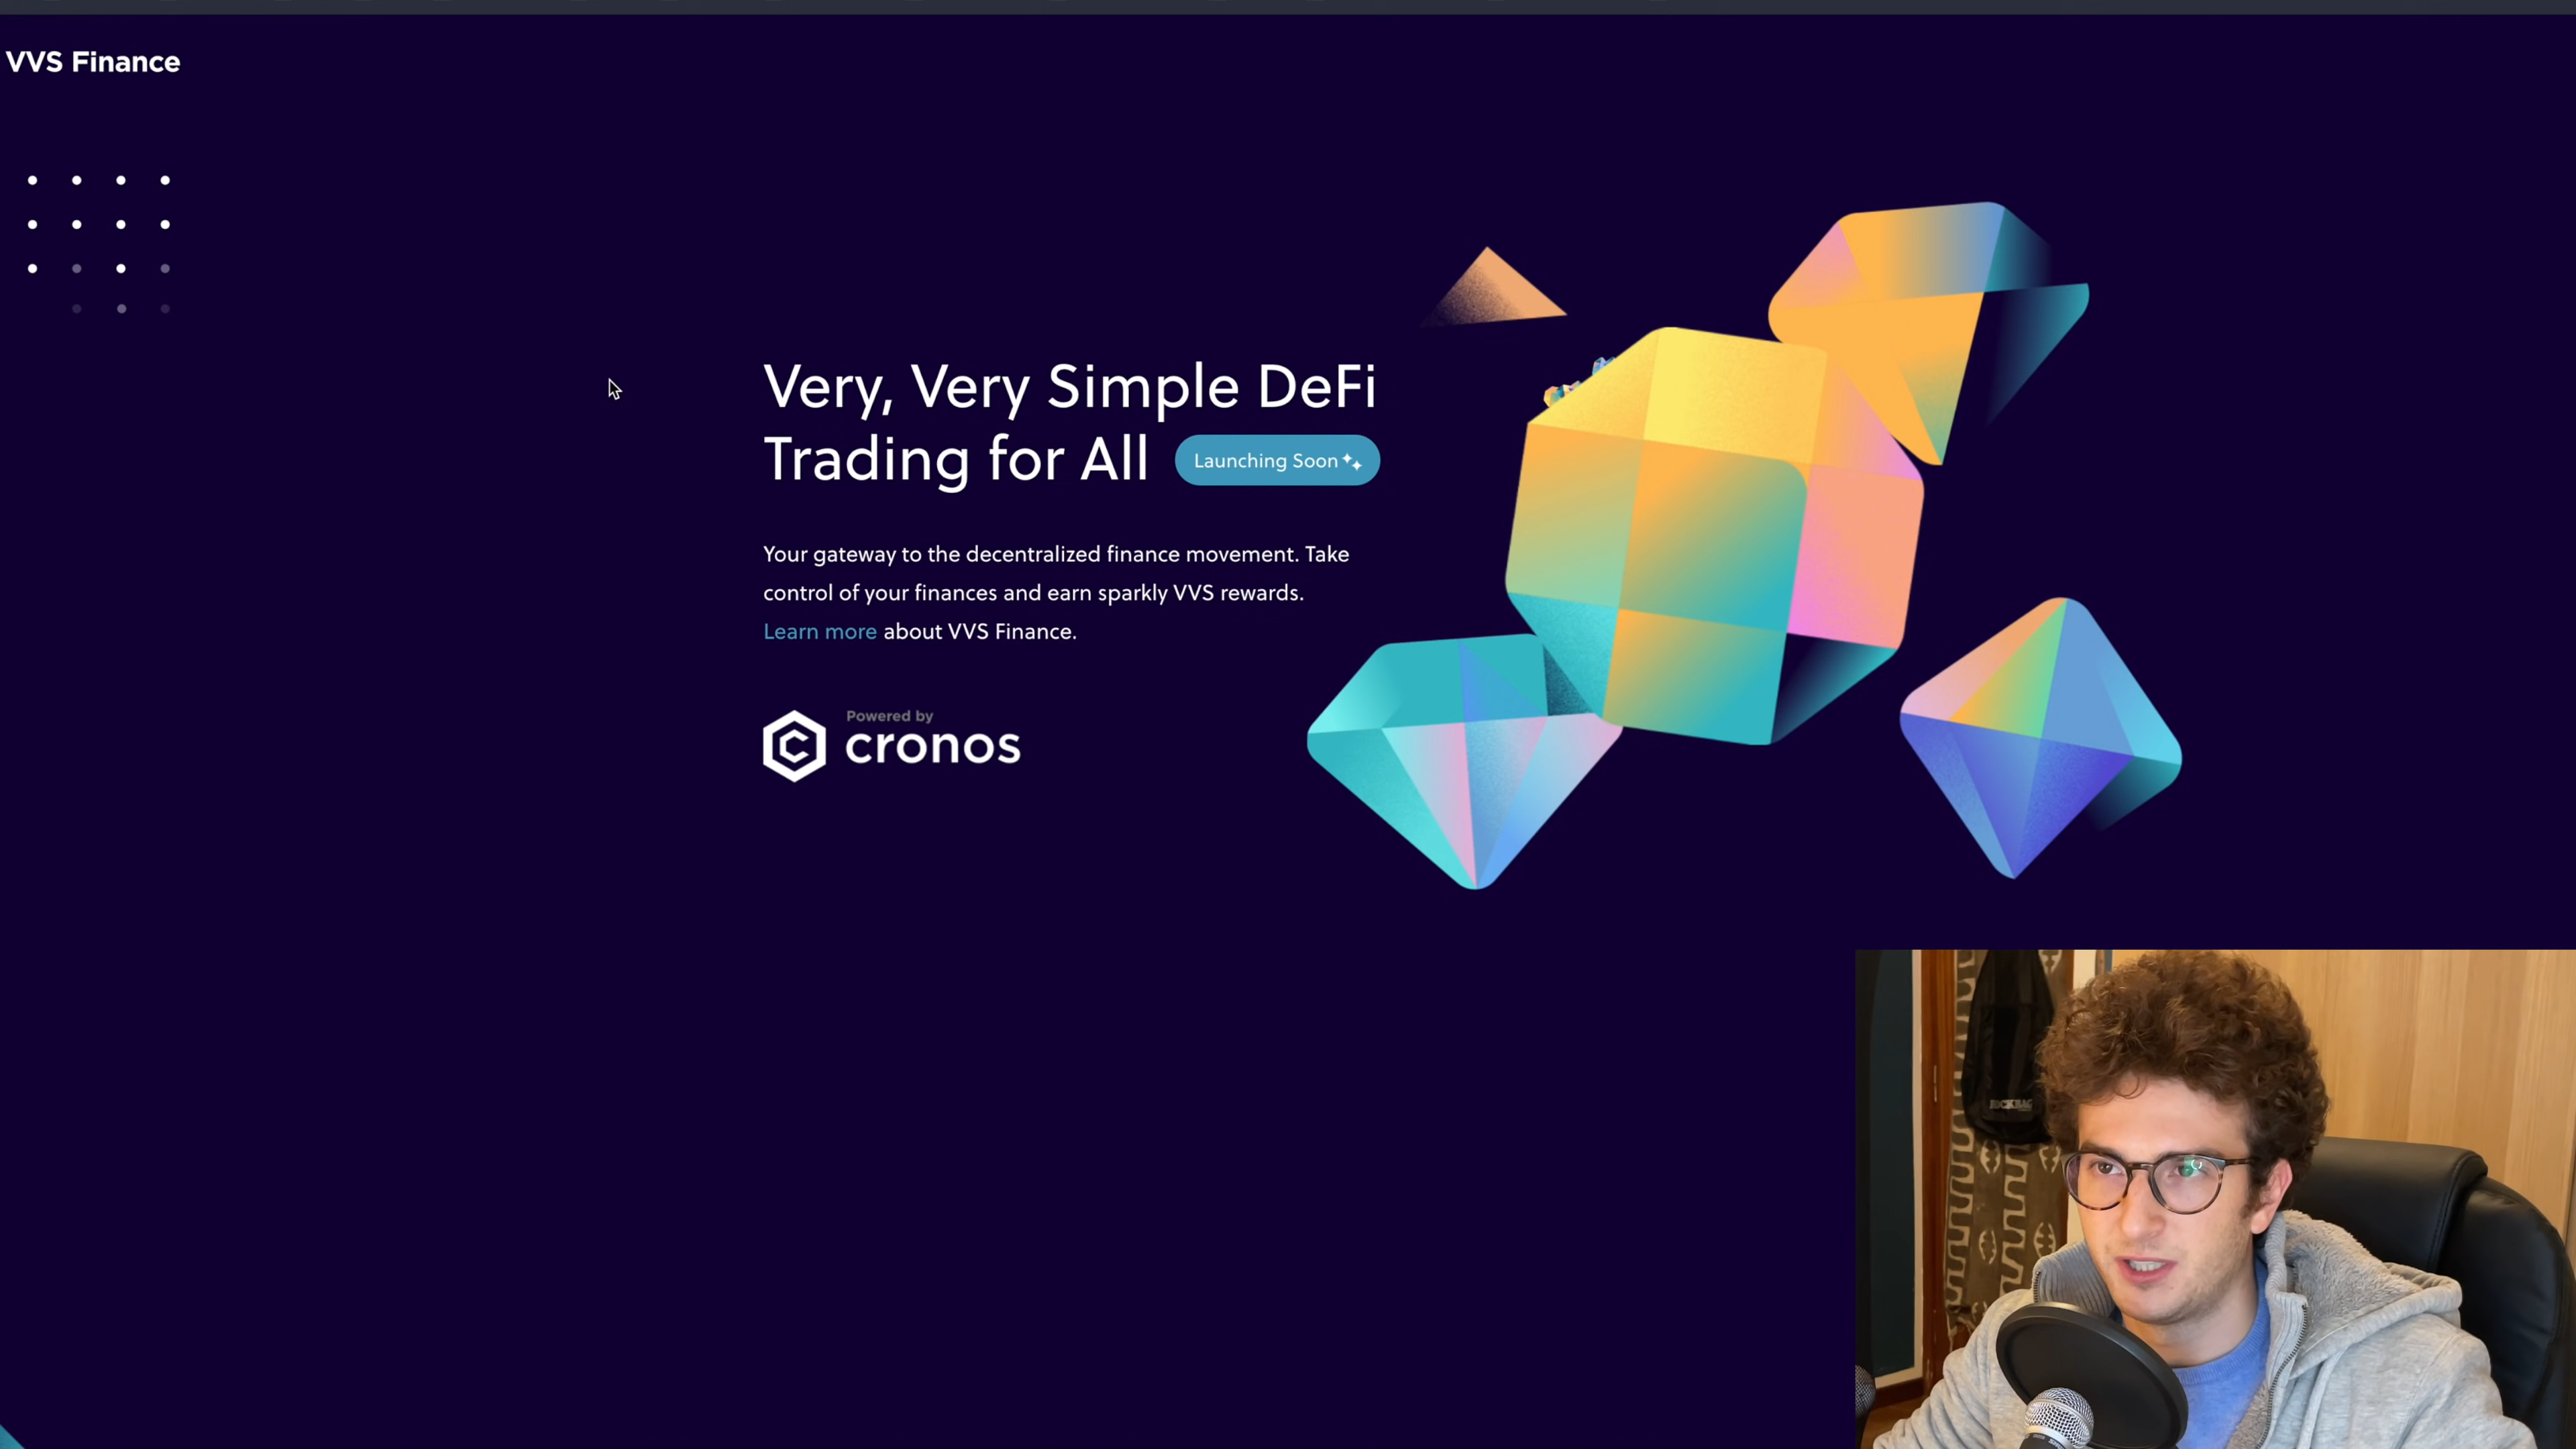 VVS Finance
Very, Very Simple DeFi
Trading for All
Launching Soon
Your gateway to the decentralized finance movement. Take
control of your finances and earn sparkly VVS rewards.
Learn more about VVS Finance.
Powered by
cronos
ROCKBAG